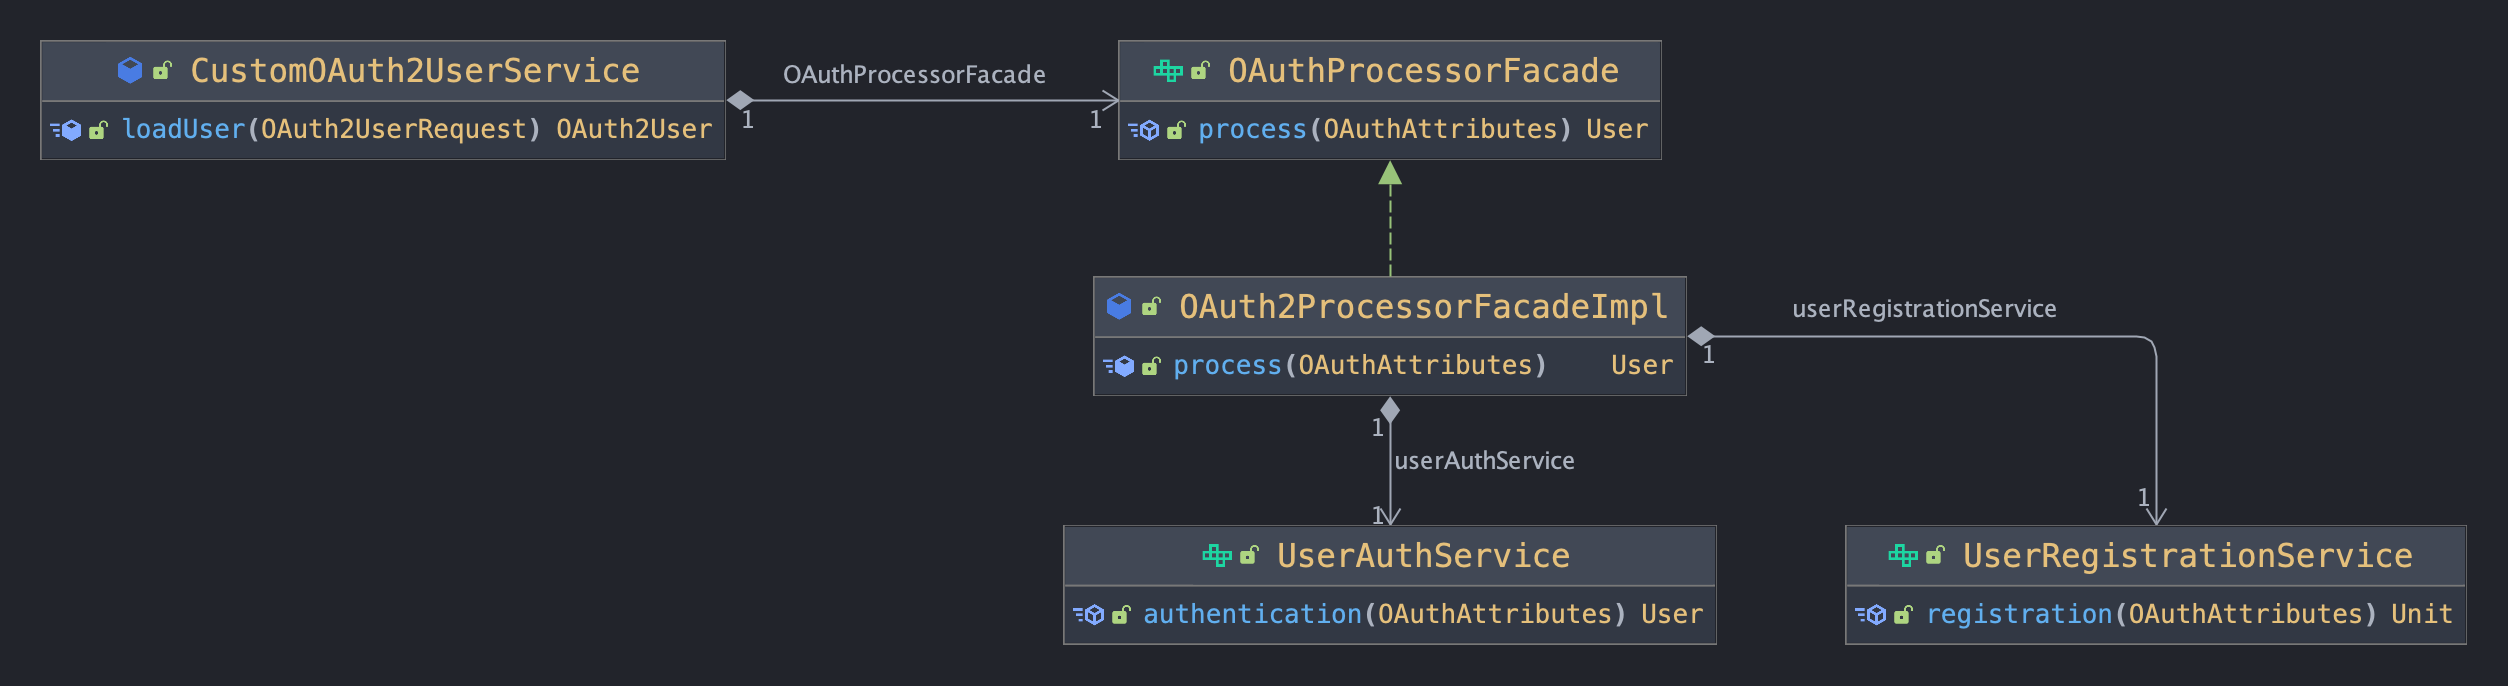 CustomOAuth2UserService
loadUser(OAuth2UserRequest) OAuth2User
OAuthProcessorFacade
1
1
OAuthProcessorFacade
process(OAuthAttributes) User
OAuth2ProcessorFacadeImpl
process(OAuthAttributes) User
userRegistrationService
1
1
1
userAuthService
1
UserAuthService
authentication(OAuthAttributes) User
UserRegistrationService
registration(OAuthAttributes) Unit